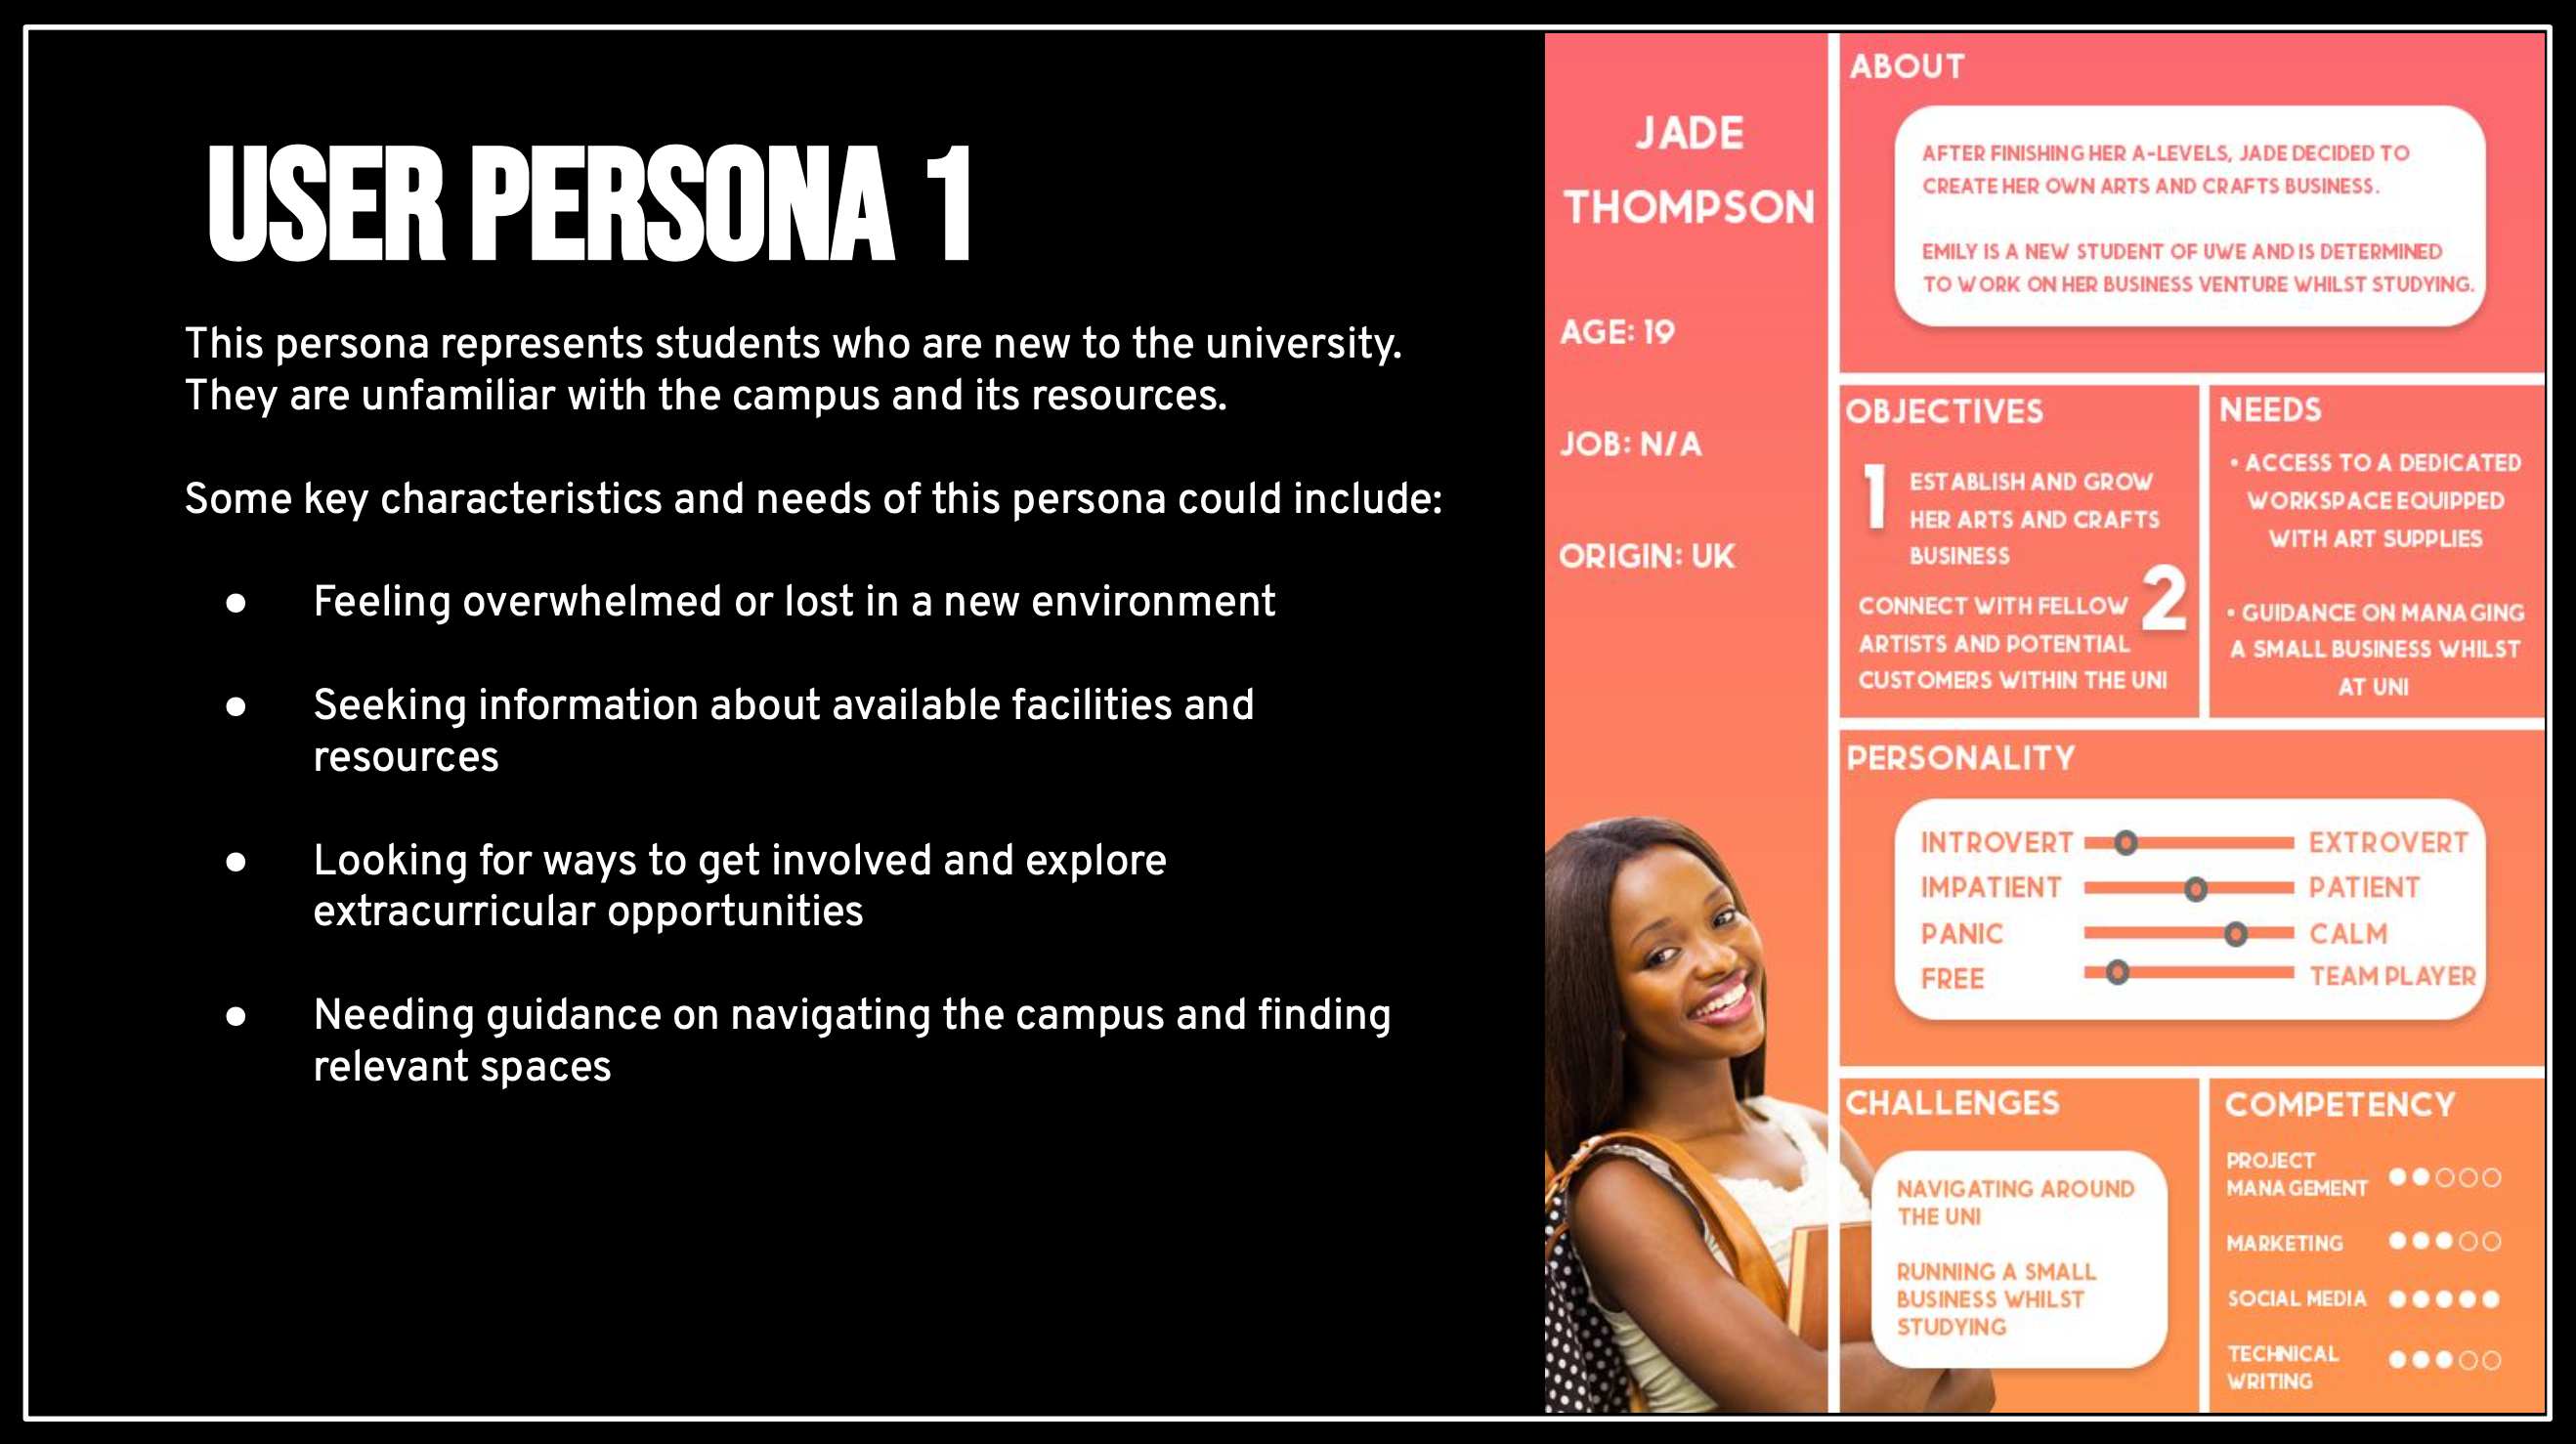 USER PERSONA 1
This persona represents students who are new to the university.
They are unfamiliar with the campus and its resources.
Some key characteristics and needs of this persona could include:
● Feeling overwhelmed or lost in a new environment
● Seeking information about available facilities and
resources
● Looking for ways to get involved and explore
extracurricular opportunities
● Needing guidance on navigating the campus and finding
relevant spaces
JADE
THOMPSON
AGE: 19
JOB: N/A
ORIGIN: UK
ABOUT
AFTER FINISHING HER A-LEVELS, JADE DECIDED TO
CREATE HER OWN ARTS AND CRAFTS BUSINESS.
EMILY IS A NEW STUDENT OF UWE AND IS DETERMINED
TO WORK ON HER BUSINESS VENTURE WHILST STUDYING.
OBJECTIVES
1
ESTABLISH AND GROW
HER ARTS AND CRAFTS
BUSINESS
2
CONNECT WITH FELLOW
ARTISTS AND POTENTIAL
CUSTOMERS WITHIN THE UNI
NEEDS
• ACCESS TO A DEDICATED
WORKSPACE EQUIPPED
WITH ART SUPPLIES
• GUIDANCE ON MANAGING
A SMALL BUSINESS WHILST
AT UNI
PERSONALITY
INTROVERT EXTROVERT
IMPATIENT PATIENT
PANIC CALM
FREE TEAM PLAYER
CHALLENGES
NAVIGATING AROUND
THE UNI
RUNNING A SMALL
BUSINESS WHILST
STUDYING
COMPETENCY
PROJECT
MANAGEMENT
MARKETING
SOCIAL MEDIA
TECHNICAL
WRITING